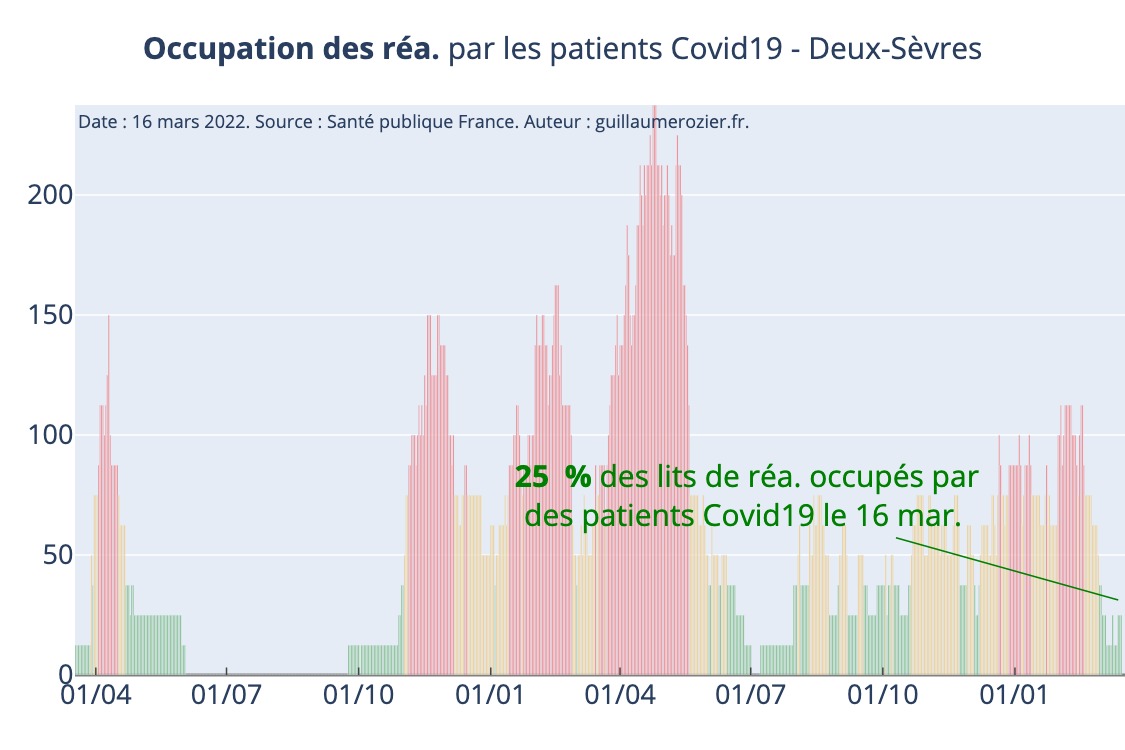 Occupation des réa. par les patients Covid19 - Deux-Sèvres
Date : 16 mars 2022. Source : Santé publique France. Auteur : guillaumerozier.fr.
200
150
100
50
0
25 % des lits de réa. occupés par
des patients Covid19 le 16 mar.
01/04 01/07 01/10 01/01 01/04 01/07 01/10 01/01